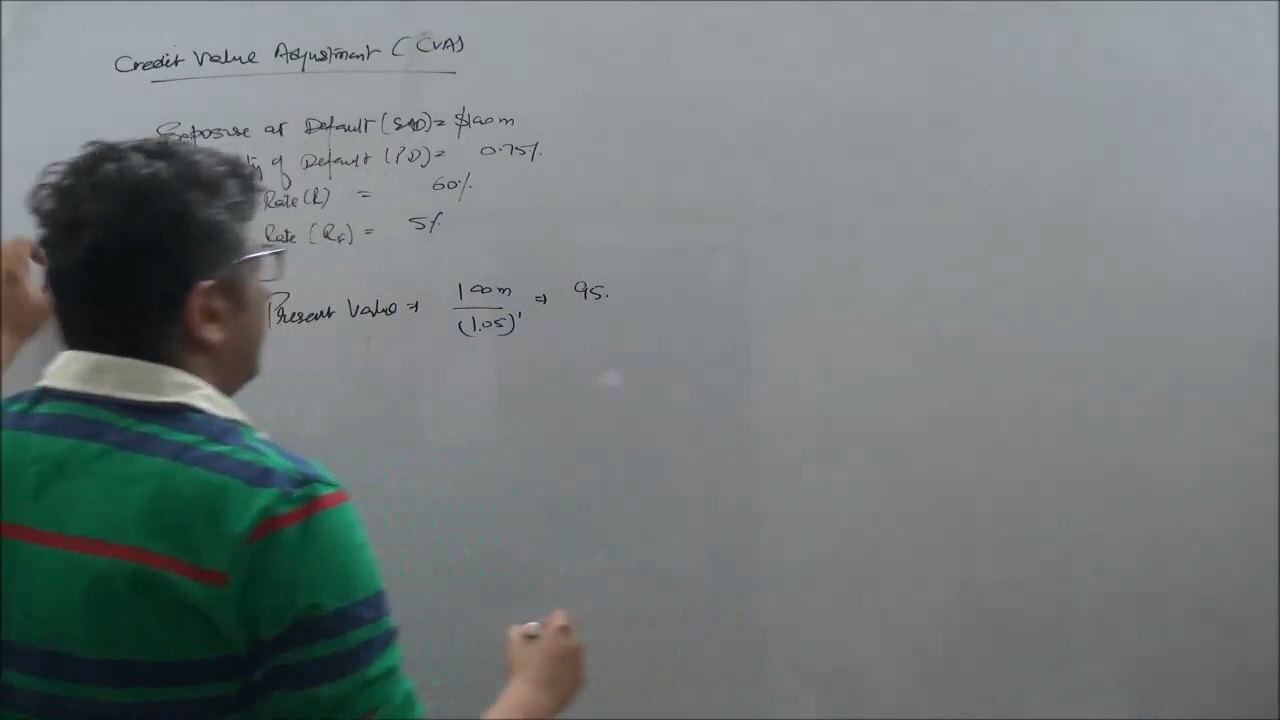 Credit Value Adjustment (CVA)
Exposure at Default (EAD) = $100m
of Default (PD) = 0.75%
Rate (R) = 60%
Rate (RF) = 5%
Present Value ⇒ 100m / (1.05)¹ ⇒ 95.